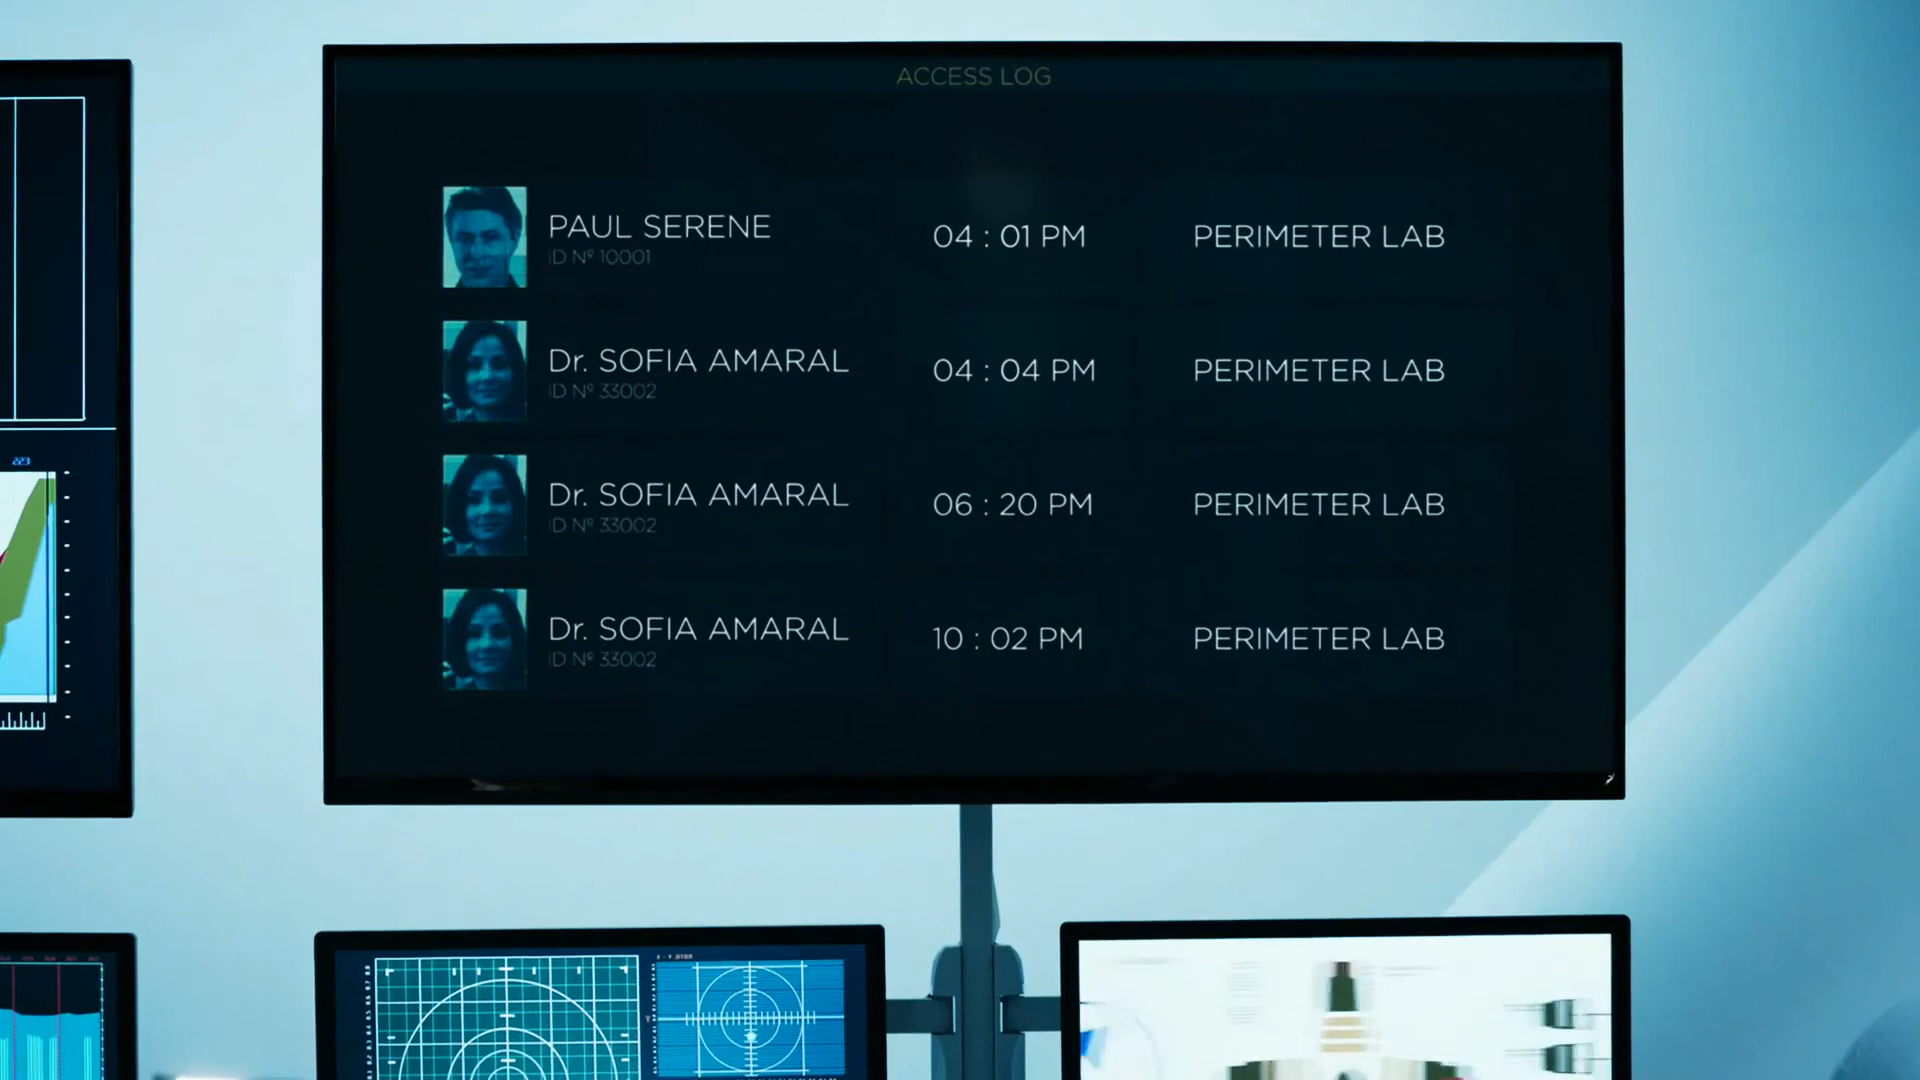 ACCESS LOG
PAUL SERENE
ID Nº 10001
04 : 01 PM
PERIMETER LAB
Dr. SOFIA AMARAL
ID Nº 33002
04 : 04 PM
PERIMETER LAB
Dr. SOFIA AMARAL
ID Nº 33002
06 : 20 PM
PERIMETER LAB
Dr. SOFIA AMARAL
ID Nº 33002
10 : 02 PM
PERIMETER LAB
223